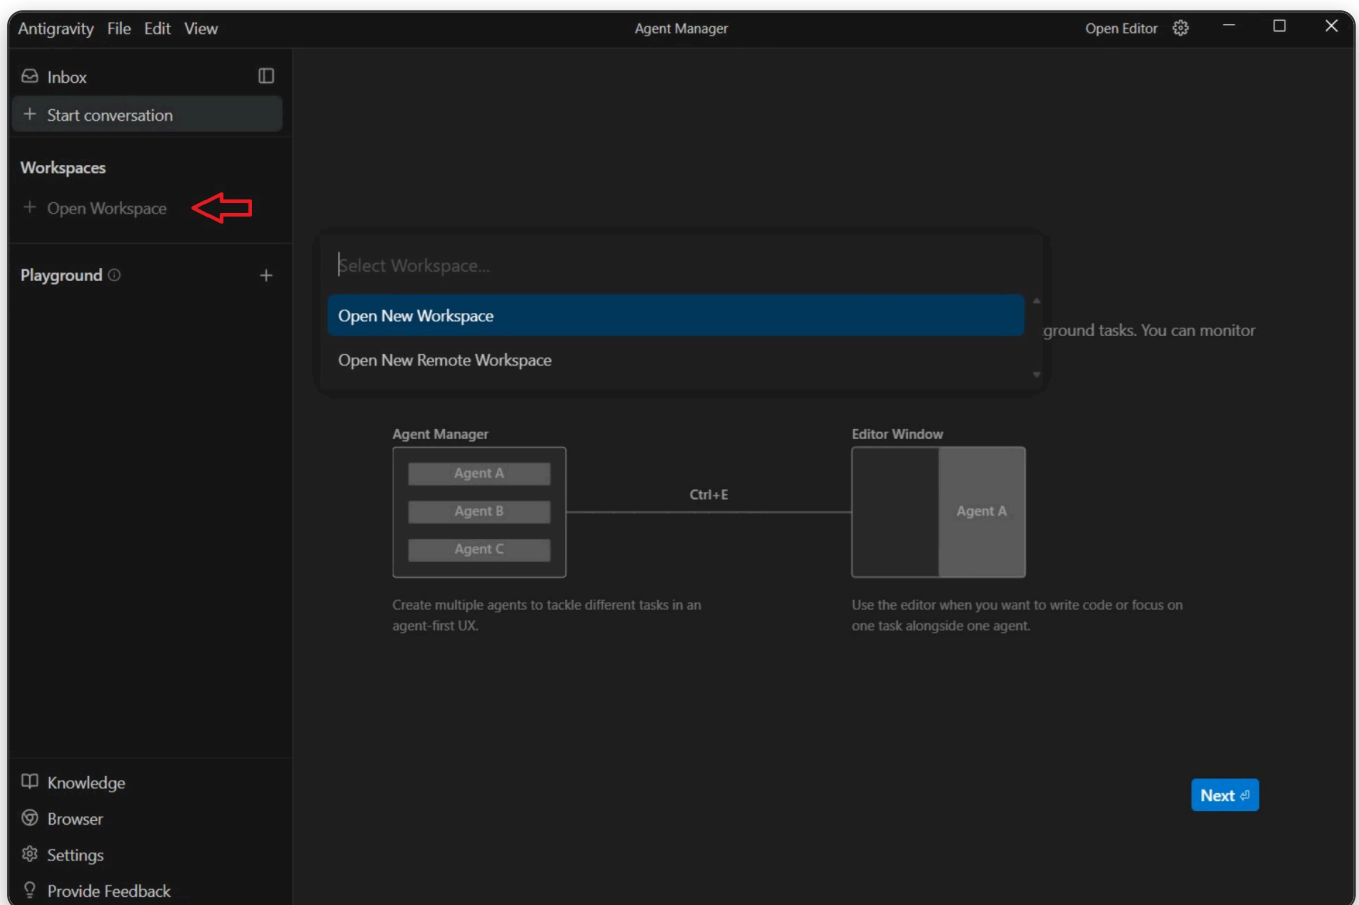 Antigravity File Edit View
Agent Manager
Open Editor
Inbox
Start conversation
Workspaces
Open Workspace
Playground
Select Workspace...
Open New Workspace
Open New Remote Workspace
ground tasks. You can monitor
Agent Manager
Agent A
Agent B
Agent C
Ctrl+E
Editor Window
Agent A
Create multiple agents to tackle different tasks in an
agent-first UX.
Use the editor when you want to write code or focus on
one task alongside one agent.
Next
Knowledge
Browser
Settings
Provide Feedback